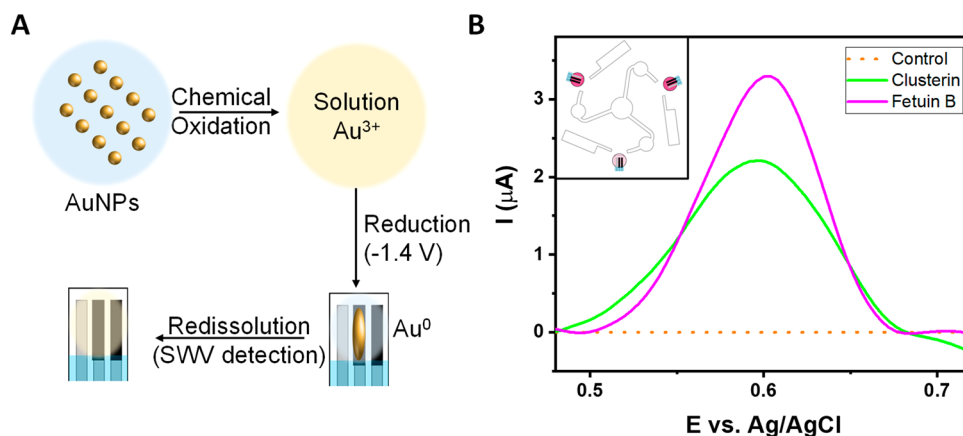 A
AuNPs
Chemical
Oxidation
Solution
Au³⁺
Reduction
(-1.4 V)
Au⁰
Redissolution
(SWV detection)
B
Control
Clusterin
Fetuin B
I (μA)
3
2
1
0
0.5
0.6
0.7
E vs. Ag/AgCl